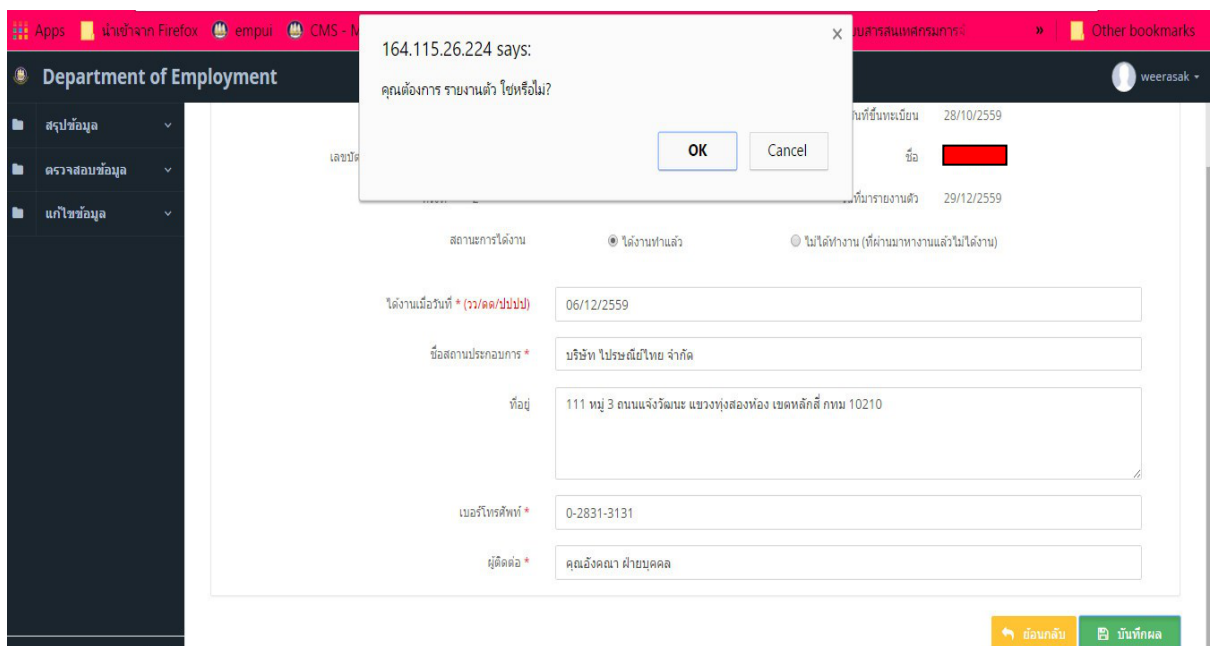 Apps นำเข้าจาก Firefox empui CMS - M » Other bookmarks
Department of Employment weerasak
164.115.26.224 says:
คุณต้องการ รายงานตัว ใช่หรือไม่?
OK Cancel
สรุปข้อมูล
ตรวจสอบข้อมูล
แก้ไขข้อมูล
28/10/2559
ชื่อ
29/12/2559
สถานะการได้งาน ได้งานทำแล้ว ไม่ได้ทำงาน (ที่ผ่านมาหางานแล้วไม่ได้งาน)
ได้งานเมื่อวันที่ * (วว/ดด/ปปปป) 06/12/2559
ชื่อสถานประกอบการ * บริษัท ไปรษณีย์ไทย จำกัด
ที่อยู่ 111 หมู่ 3 ถนนแจ้งวัฒนะ แขวงทุ่งสองห้อง เขตหลักสี่ กทม 10210
เบอร์โทรศัพท์ * 0-2831-3131
ผู้ติดต่อ * คุณอังคณา ฝ่ายบุคคล
ย้อนกลับ บันทึกผล